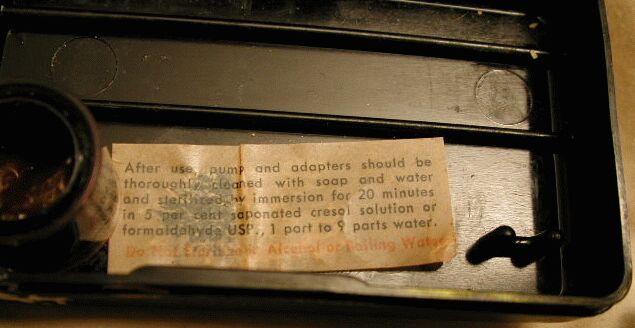 After use, pump and adapters should be
thoroughly cleaned with soap and water
and sterilized by immersion for 20 minutes
in 5 per cent saponated cresol solution or
formaldehyde USP., 1 part to 9 parts water.
Do Not Sterilize in Alcohol or Boiling Water